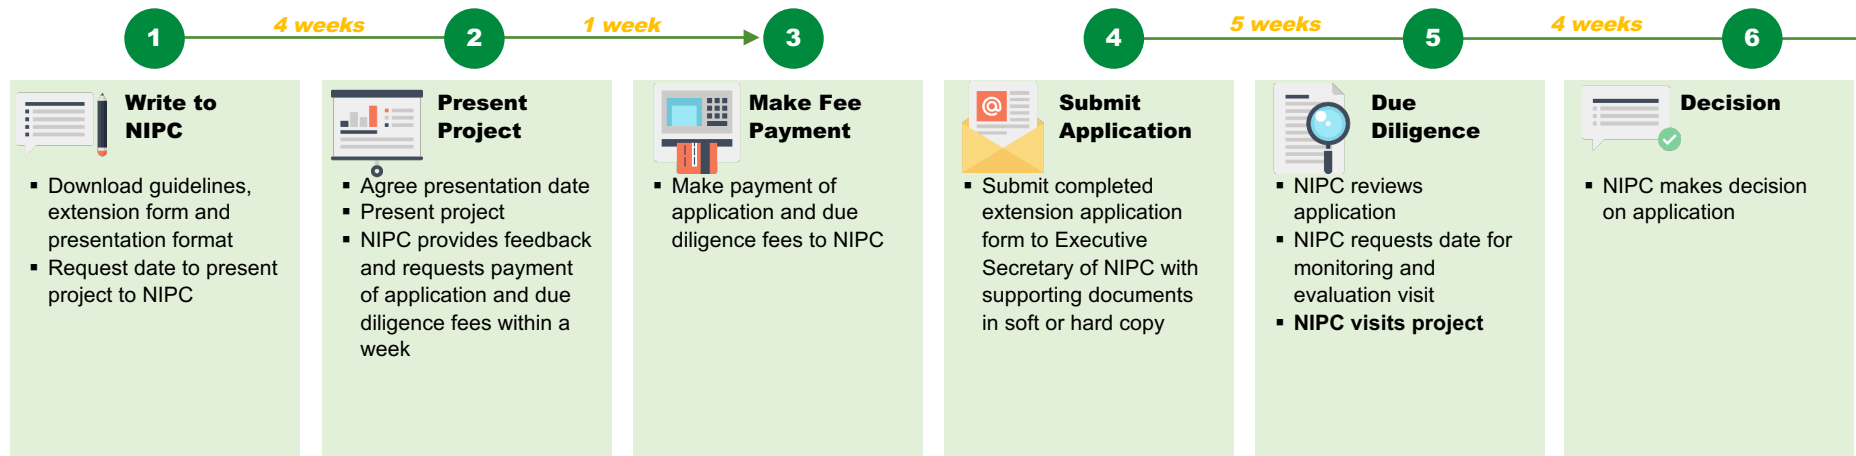 1
4 weeks
2
1 week
3
4
5 weeks
5
4 weeks
6
Write to
NIPC
▪ Download guidelines,
extension form and
presentation format
▪ Request date to present
project to NIPC
Present
Project
▪ Agree presentation date
▪ Present project
▪ NIPC provides feedback
and requests payment
of application and due
diligence fees within a
week
Make Fee
Payment
▪ Make payment of
application and due
diligence fees to NIPC
@
Submit
Application
▪ Submit completed
extension application
form to Executive
Secretary of NIPC with
supporting documents
in soft or hard copy
Due
Diligence
▪ NIPC reviews
application
▪ NIPC requests date for
monitoring and
evaluation visit
▪ NIPC visits project
Decision
▪ NIPC makes decision
on application